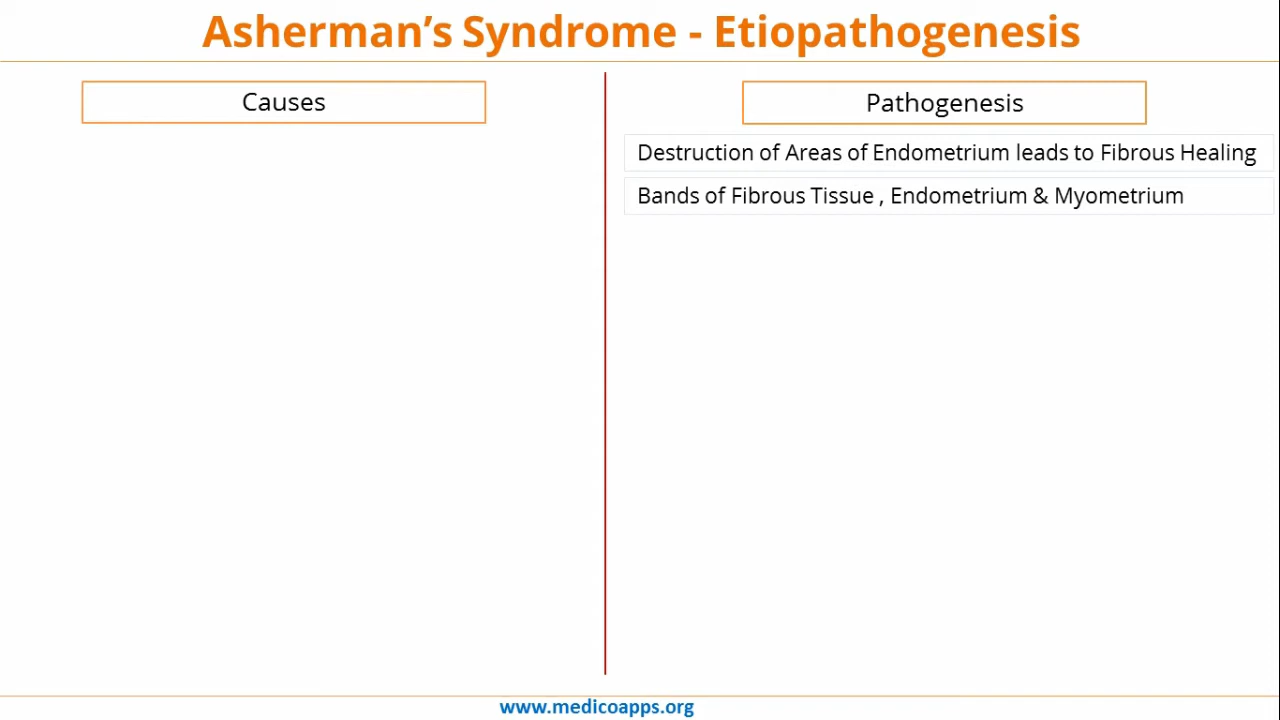 Asherman’s Syndrome - Etiopathogenesis
Causes
Pathogenesis
Destruction of Areas of Endometrium leads to Fibrous Healing
Bands of Fibrous Tissue , Endometrium & Myometrium
www.medicoapps.org